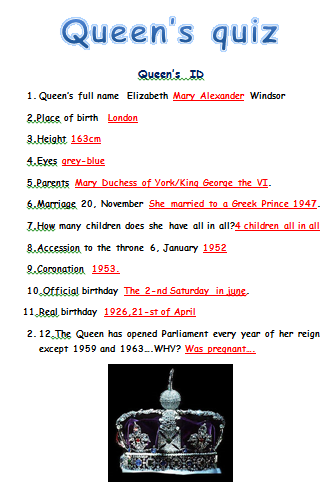 Queen's quiz
Queen's ID
1. Queen's full name Elizabeth Mary Alexander Windsor
2.Place of birth London
3.Height 163cm
4.Eyes grey-blue
5.Parents Mary Duchess of York/King George the VI.
6.Marriage 20, November She married to a Greek Prince 1947.
7.How many children does she have all in all?4 children all in all
8.Accession to the throne 6, January 1952
9.Coronation 1953.
10.Official birthday The 2-nd Saturday in june.
11.Real birthday 1926,21-st of April
2. 12.The Queen has opened Parliament every year of her reign
except 1959 and 1963....WHY? Was pregnant....